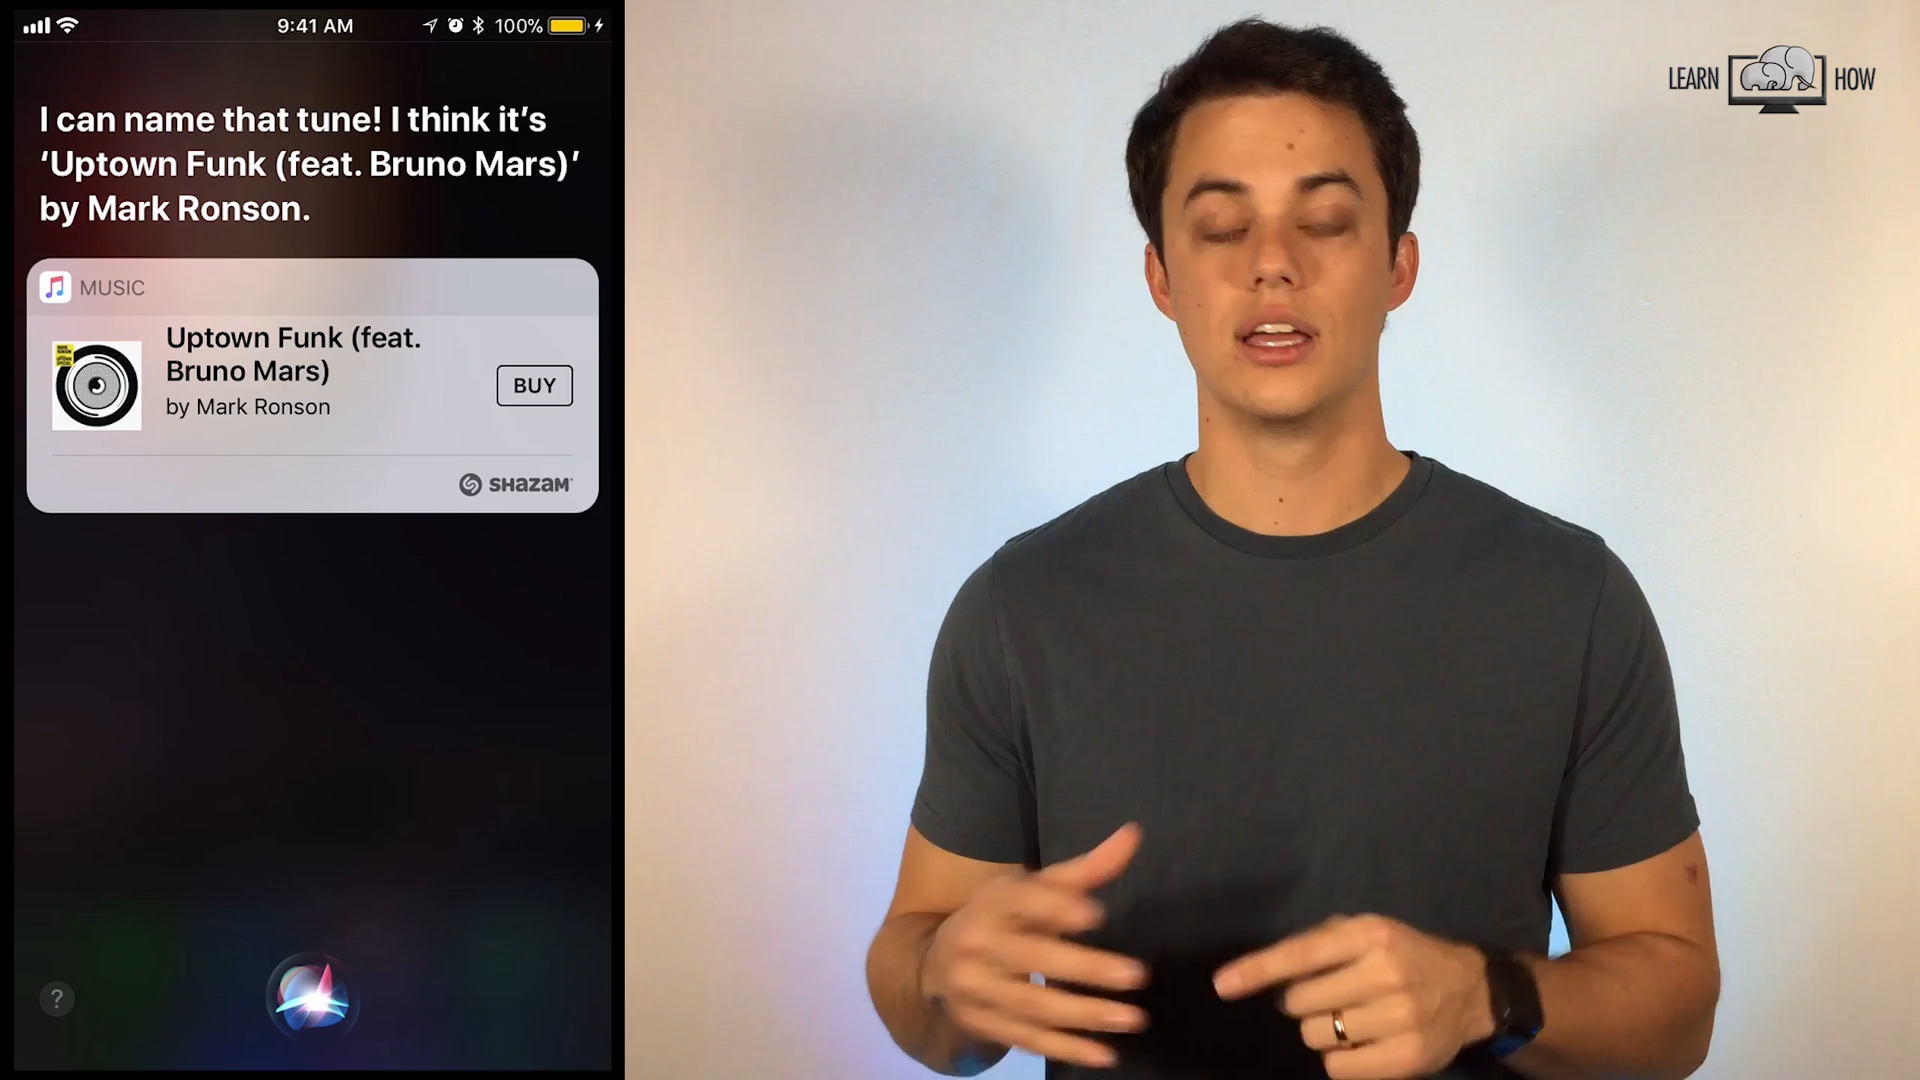 9:41 AM
100%
I can name that tune! I think it’s
‘Uptown Funk (feat. Bruno Mars)’
by Mark Ronson.
MUSIC
Uptown Funk (feat.
Bruno Mars)
by Mark Ronson
BUY
SHAZAM
?
LEARN HOW